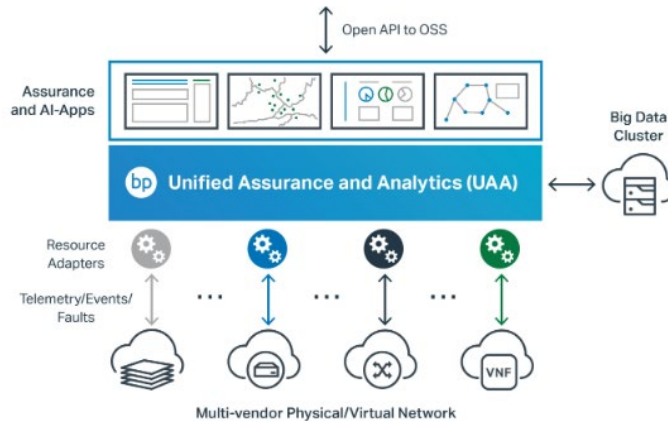 Open API to OSS
Assurance
and AI-Apps
Big Data
Cluster
bp Unified Assurance and Analytics (UAA)
Resource
Adapters
Telemetry/Events/
Faults
... ... ...
VNF
Multi-vendor Physical/Virtual Network